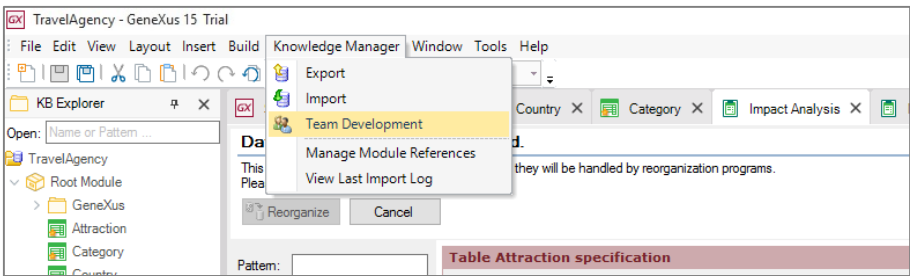 TravelAgency - GeneXus 15 Trial
File Edit View Layout Insert Build Knowledge Manager Window Tools Help
Export
Import
Team Development
Manage Module References
View Last Import Log
KB Explorer
Open: Name or Pattern ...
TravelAgency
Root Module
GeneXus
Attraction
Category
Country
Country Category Impact Analysis
Da d.
This they will be handled by reorganization programs.
Plea
Reorganize Cancel
Pattern:
Table Attraction specification